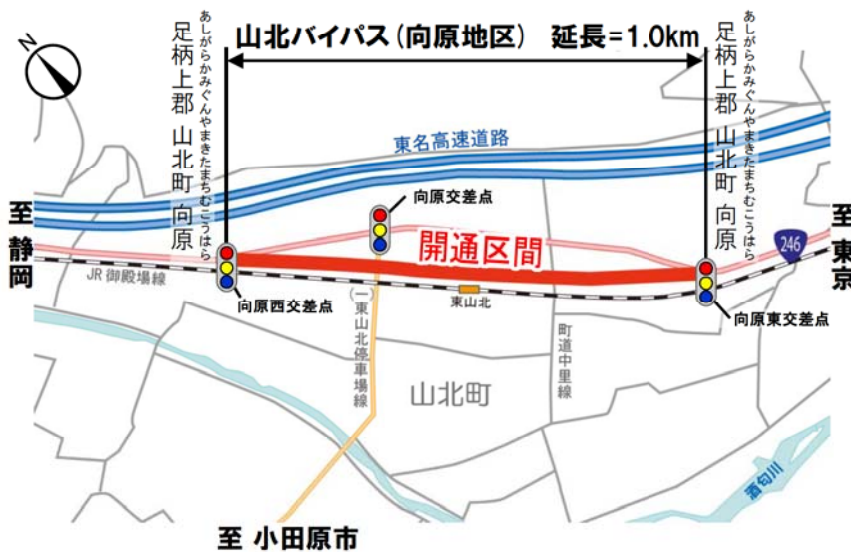 山北バイパス(向原地区) 延長=1.0km
N
足柄上郡 山北町 向原
あしがらかみぐんやまきたまちむこうはら
足柄上郡 山北町 向原
あしがらかみぐんやまきたまちむこうはら
東名高速道路
向原交差点
至 静岡
至 東京
開通区間
246
JR 御殿場線
向原西交差点
東山北
向原東交差点
(一)東山北停車場線
町道中里線
山北町
酒匂川
至 小田原市